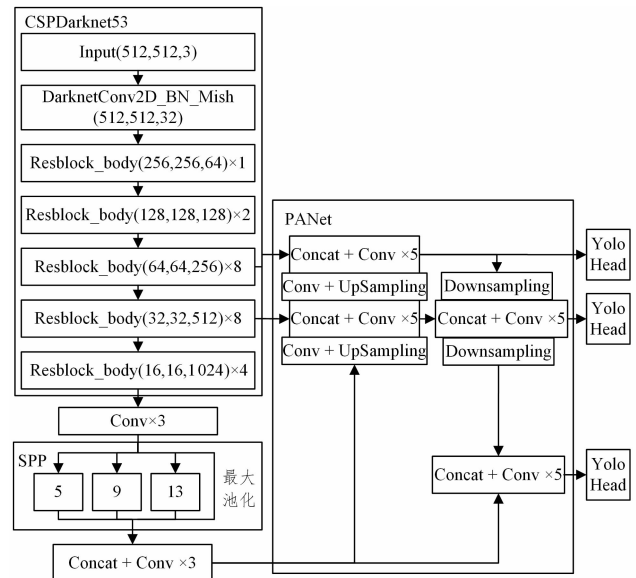 CSPDarknet53
Input(512,512,3)
DarknetConv2D_BN_Mish
(512,512,32)
Resblock_body(256,256,64)×1
Resblock_body(128,128,128)×2
Resblock_body(64,64,256)×8
Resblock_body(32,32,512)×8
Resblock_body(16,16,1 024)×4
Conv×3
SPP
5
9
13
最大
池化
Concat + Conv ×3
PANet
Concat + Conv ×5
Conv + UpSampling
Concat + Conv ×5
Conv + UpSampling
Downsampling
Concat + Conv ×5
Downsampling
Concat + Conv ×5
Yolo
Head
Yolo
Head
Yolo
Head